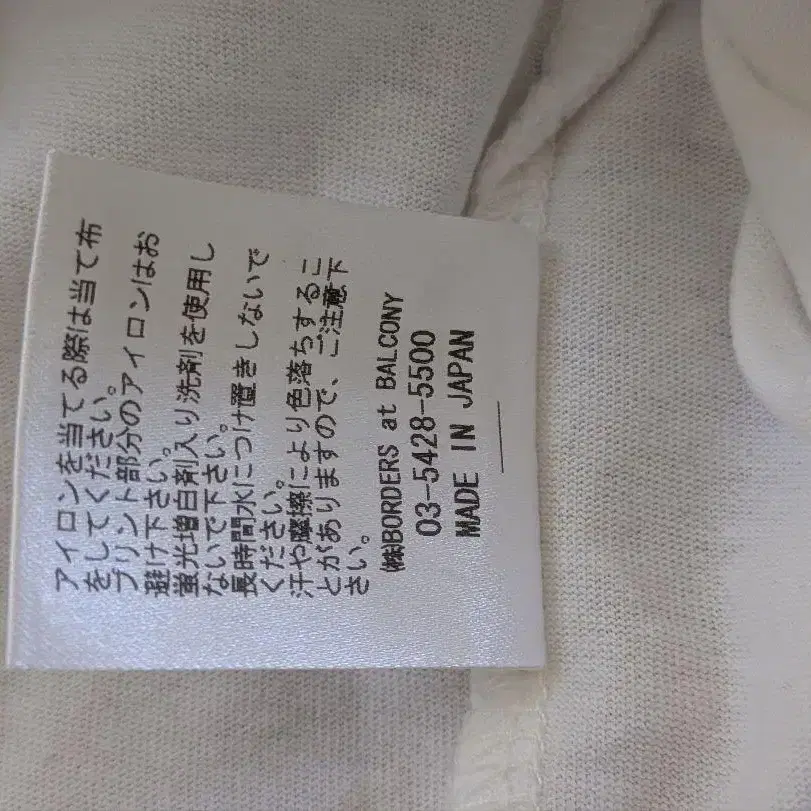 アイロンを当てる際は当て布
をしてください。
プリント部分のアイロンはお
避け下さい。
蛍光増白剤入り洗剤を使用し
ないで下さい。
長時間水につけ置きしないで
ください。
汗や摩擦により色落ちするこ
とがありますので、ご注意下
さい。
㈱BORDERS at BALCONY
03-5428-5500
MADE IN JAPAN